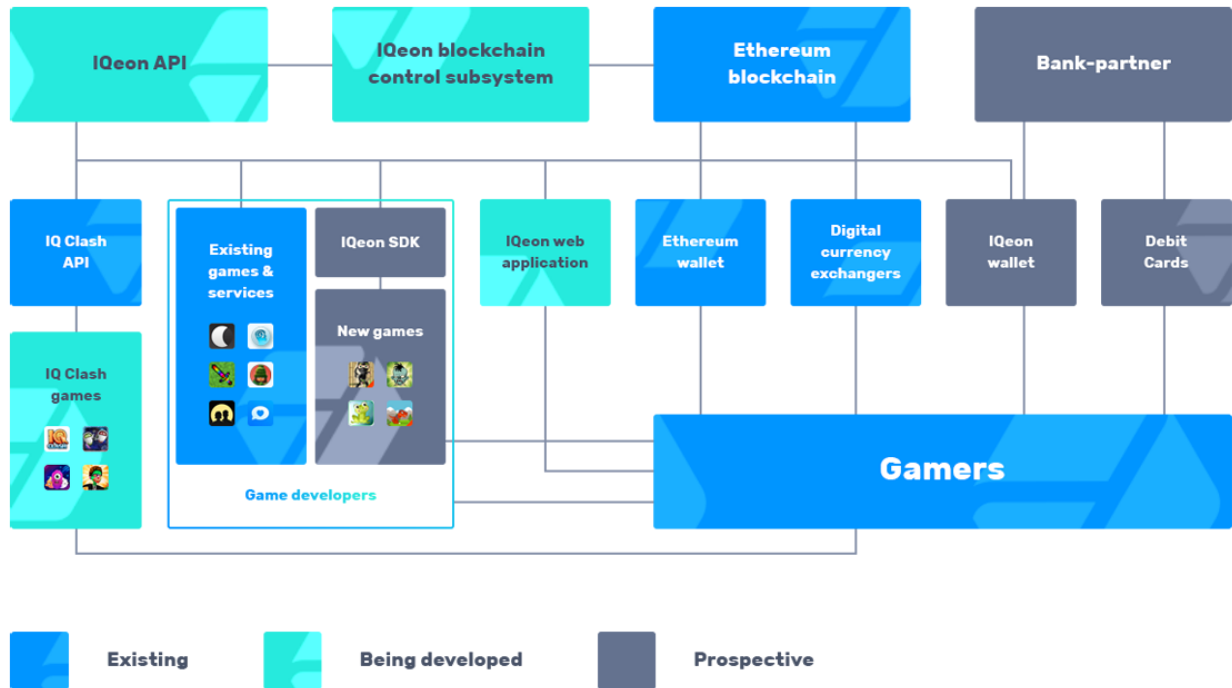 IQeon API
IQeon blockchain
control subsystem
Ethereum
blockchain
Bank-partner
IQ Clash
API
Existing
games &
services
IQeon SDK
IQeon web
application
Ethereum
wallet
Digital
currency
exchangers
IQeon
wallet
Debit
Cards
New games
IQ Clash
games
IQ
Gamers
Game developers
Existing
Being developed
Prospective